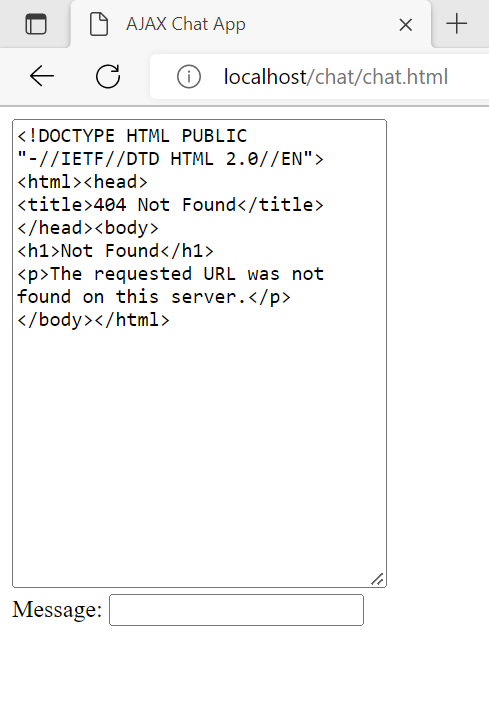 AJAX Chat App
localhost/chat/chat.html
<!DOCTYPE HTML PUBLIC
"-//IETF//DTD HTML 2.0//EN">
<html><head>
<title>404 Not Found</title>
</head><body>
<h1>Not Found</h1>
<p>The requested URL was not
found on this server.</p>
</body></html>
Message: